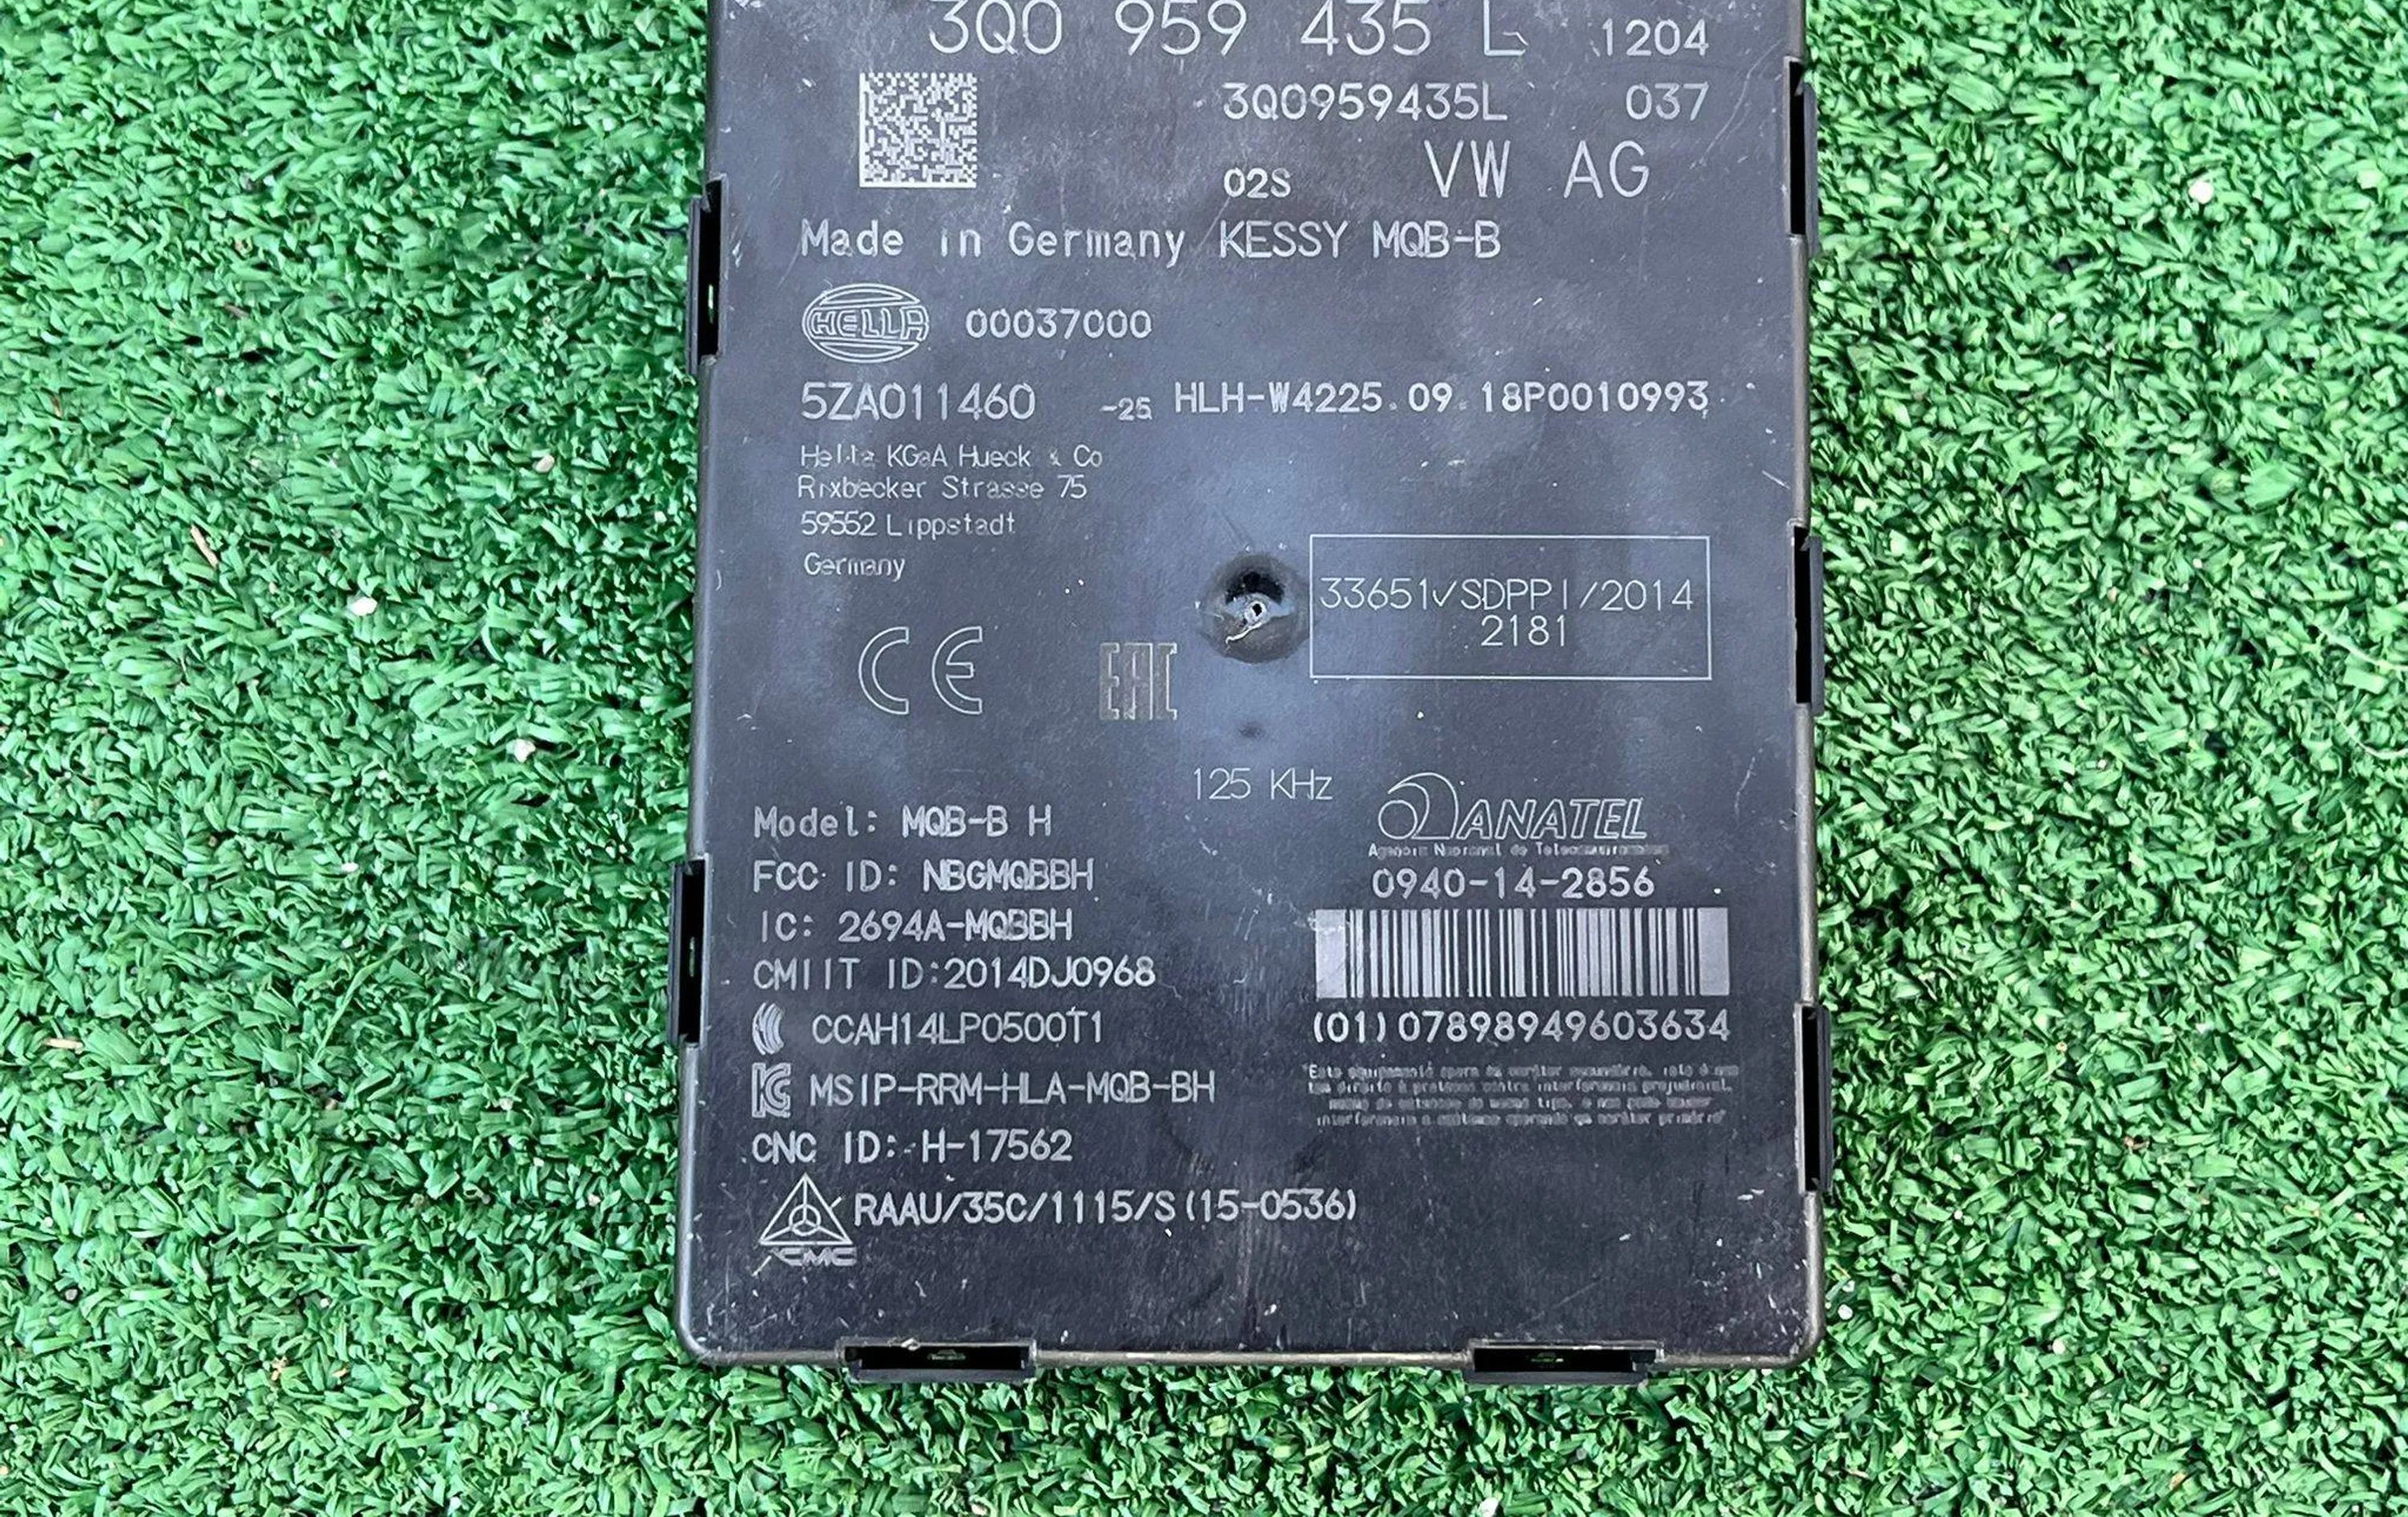 3Q0 959 435 L 1204
3Q0959435L 037
02S VW AG
Made in Germany KESSY MQB-B
HELLA 00037000
5ZA011460 -25 HLH-W4225.09.18P0010993
Hella KGaA Hueck & Co
Rixbecker Strasse 75
59552 Lippstadt
Germany
33651/SDPPI/2014
2181
CE EAC
125 KHz
ANATEL
Model: MQB-B H
FCC ID: NBGMQBBH
IC: 2694A-MQBBH
CMIIT ID:2014DJ0968
CCAH14LP0500T1
MSIP-RRM-HLA-MQB-BH
CNC ID: H-17562
RAAU/35C/1115/S(15-0536)
CMC
0940-14-2856
(01)07898949603634